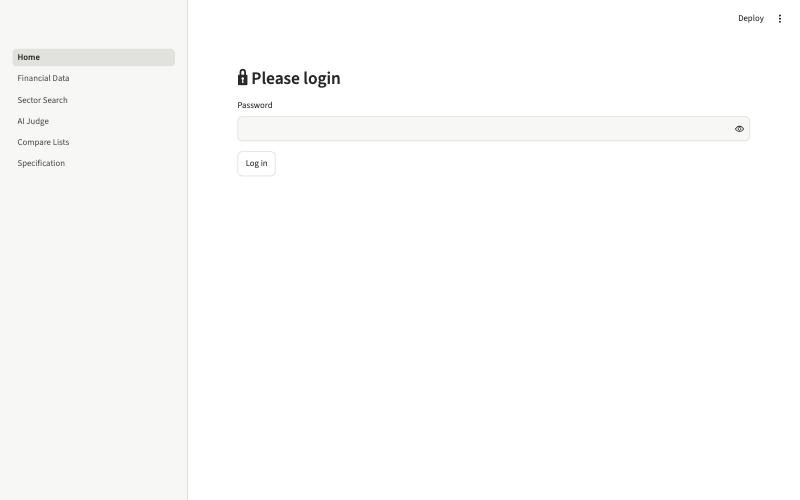 Deploy
Home
Financial Data
Sector Search
AI Judge
Compare Lists
Specification
Please login
Password
Log in